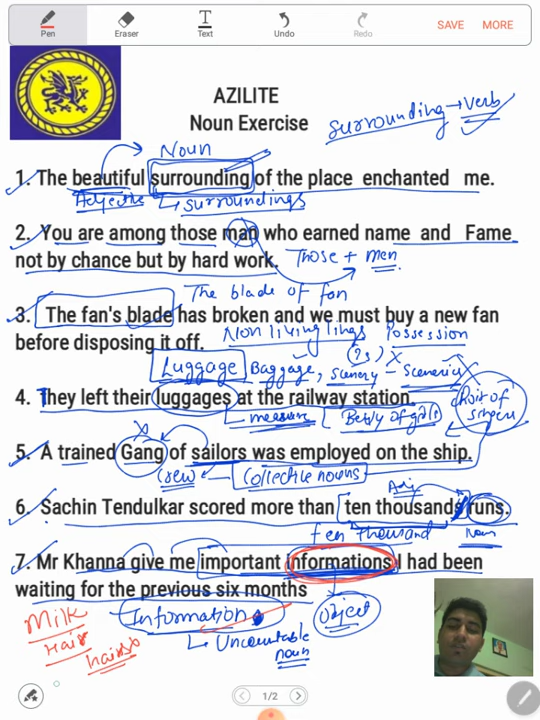 Pen Eraser Text Undo Redo SAVE MORE
AZILITE
Noun Exercise
surrounding → Verb
Noun
1. The beautiful surrounding of the place enchanted me.
Adjective surroundings
2. You are among those man who earned name and Fame
not by chance but by hard work.
Those + men
The blade of fan
3. The fan's blade has broken and we must buy a new fan
before disposing it off.
Non living Possession
('s) X
Luggage Baggage, scenery - sceneries X
4. They left their luggages at the railway station.
Choir of singers
measure Bevy of girls
X
5. A trained Gang of sailors was employed on the ship.
crew collective nouns
Adj
6. Sachin Tendulkar scored more than ten thousands runs.
ten thousand Noun
7. Mr Khanna give me important informations I had been
waiting for the previous six months
Milk Information Object
Hair Uncountable
hairs noun
1/2